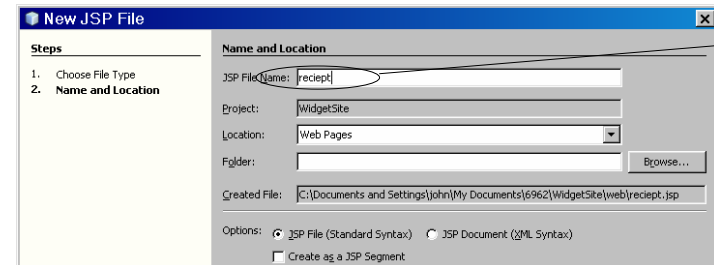 New JSP File
Steps
1. Choose File Type
2. Name and Location
Name and Location
JSP File Name: reciept
Project: WidgetSite
Location: Web Pages
Folder:
Browse...
Created File: C:\Documents and Settings\john\My Documents\6962\WidgetSite\web\reciept.jsp
Options: JSP File (Standard Syntax) JSP Document (XML Syntax)
Create as a JSP Segment